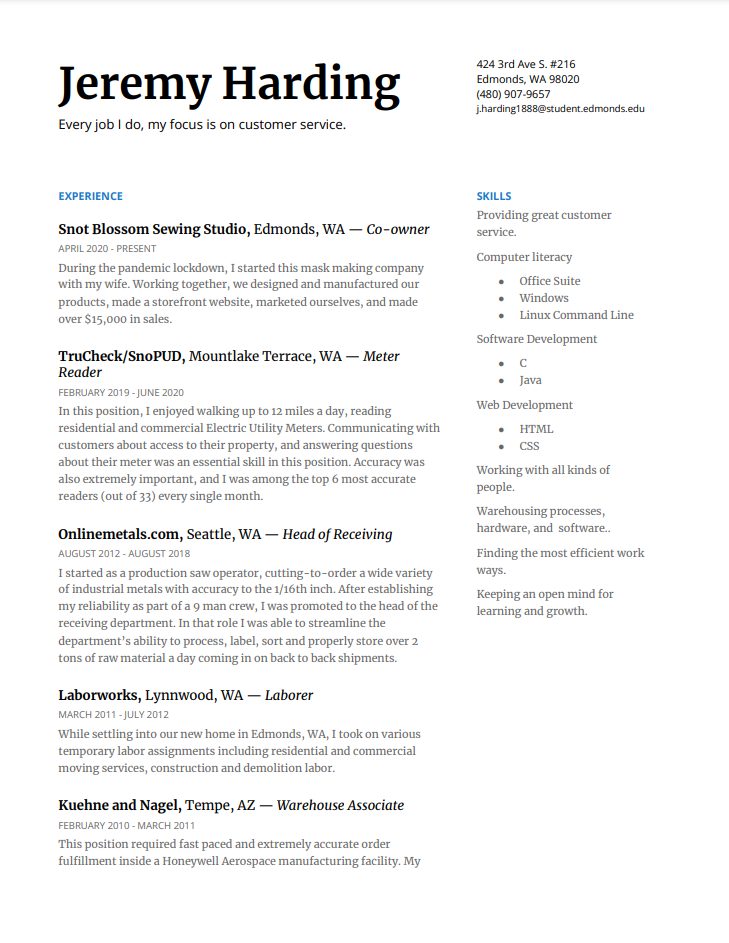 Jeremy Harding
Every job I do, my focus is on customer service.
424 3rd Ave S. #216
Edmonds, WA 98020
(480) 907-9657
j.harding1888@student.edmonds.edu
EXPERIENCE
Snot Blossom Sewing Studio, Edmonds, WA — Co-owner
APRIL 2020 - PRESENT
During the pandemic lockdown, I started this mask making company
with my wife. Working together, we designed and manufactured our
products, made a storefront website, marketed ourselves, and made
over $15,000 in sales.
TruCheck/SnoPUD, Mountlake Terrace, WA — Meter
Reader
FEBRUARY 2019 - JUNE 2020
In this position, I enjoyed walking up to 12 miles a day, reading
residential and commercial Electric Utility Meters. Communicating with
customers about access to their property, and answering questions
about their meter was an essential skill in this position. Accuracy was
also extremely important, and I was among the top 6 most accurate
readers (out of 33) every single month.
Onlinemetals.com, Seattle, WA — Head of Receiving
AUGUST 2012 - AUGUST 2018
I started as a production saw operator, cutting-to-order a wide variety
of industrial metals with accuracy to the 1/16th inch. After establishing
my reliability as part of a 9 man crew, I was promoted to the head of the
receiving department. In that role I was able to streamline the
department's ability to process, label, sort and properly store over 2
tons of raw material a day coming in on back to back shipments.
Laborworks, Lynnwood, WA — Laborer
MARCH 2011 - JULY 2012
While settling into our new home in Edmonds, WA, I took on various
temporary labor assignments including residential and commercial
moving services, construction and demolition labor.
Kuehne and Nagel, Tempe, AZ — Warehouse Associate
FEBRUARY 2010 - MARCH 2011
This position required fast paced and extremely accurate order
fulfillment inside a Honeywell Aerospace manufacturing facility. My
SKILLS
Providing great customer
service.
Computer literacy
● Office Suite
● Windows
● Linux Command Line
Software Development
● C
● Java
Web Development
● HTML
● CSS
Working with all kinds of
people.
Warehousing processes,
hardware, and  software..
Finding the most efficient work
ways.
Keeping an open mind for
learning and growth.